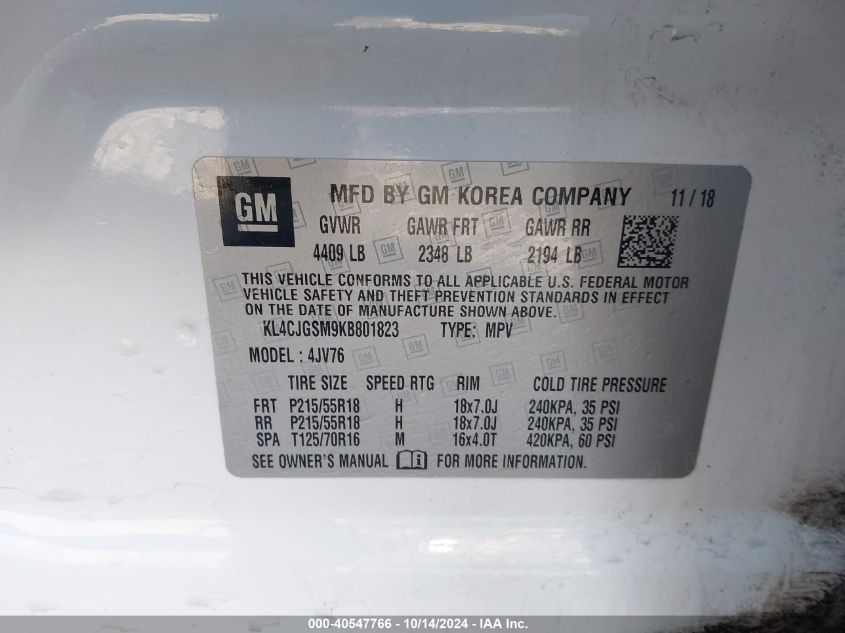 GM
MFD BY GM KOREA COMPANY 11/18
GVWR GAWR FRT GAWR RR
4409 LB 2348 LB 2194 LB
THIS VEHICLE CONFORMS TO ALL APPLICABLE U.S. FEDERAL MOTOR
VEHICLE SAFETY AND THEFT PREVENTION STANDARDS IN EFFECT
ON THE DATE OF MANUFACTURE SHOWN ABOVE.
KL4CJGSM9KB801823 TYPE: MPV
MODEL: 4JV76
TIRE SIZE SPEED RTG RIM COLD TIRE PRESSURE
FRT P215/55R18 H 18x7.0J 240KPA, 35 PSI
RR P215/55R18 H 18x7.0J 240KPA, 35 PSI
SPA T125/70R16 M 16x4.0T 420KPA, 60 PSI
SEE OWNER'S MANUAL FOR MORE INFORMATION.
000-40547766 - 10/14/2024 - IAA Inc.